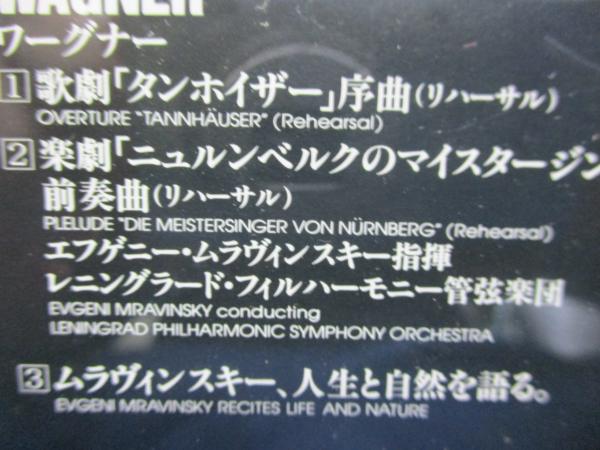 WAGNER
ワーグナー
1 歌劇「タンホイザー」序曲(リハーサル)
OVERTURE "TANNHÄUSER" (Rehearsal)
2 楽劇「ニュルンベルクのマイスタージン
前奏曲(リハーサル)
PLELUDE "DIE MEISTERSINGER VON NÜRNBERG" (Rehearsal)
エフゲニー・ムラヴィンスキー指揮
レニングラード・フィルハーモニー管弦楽団
EVGENI MRAVINSKY conducting
LENINGRAD PHILHARMONIC SYMPHONY ORCHESTRA
3 ムラヴィンスキー、人生と自然を語る。
EVGENI MRAVINSKY RECITES LIFE AND NATURE